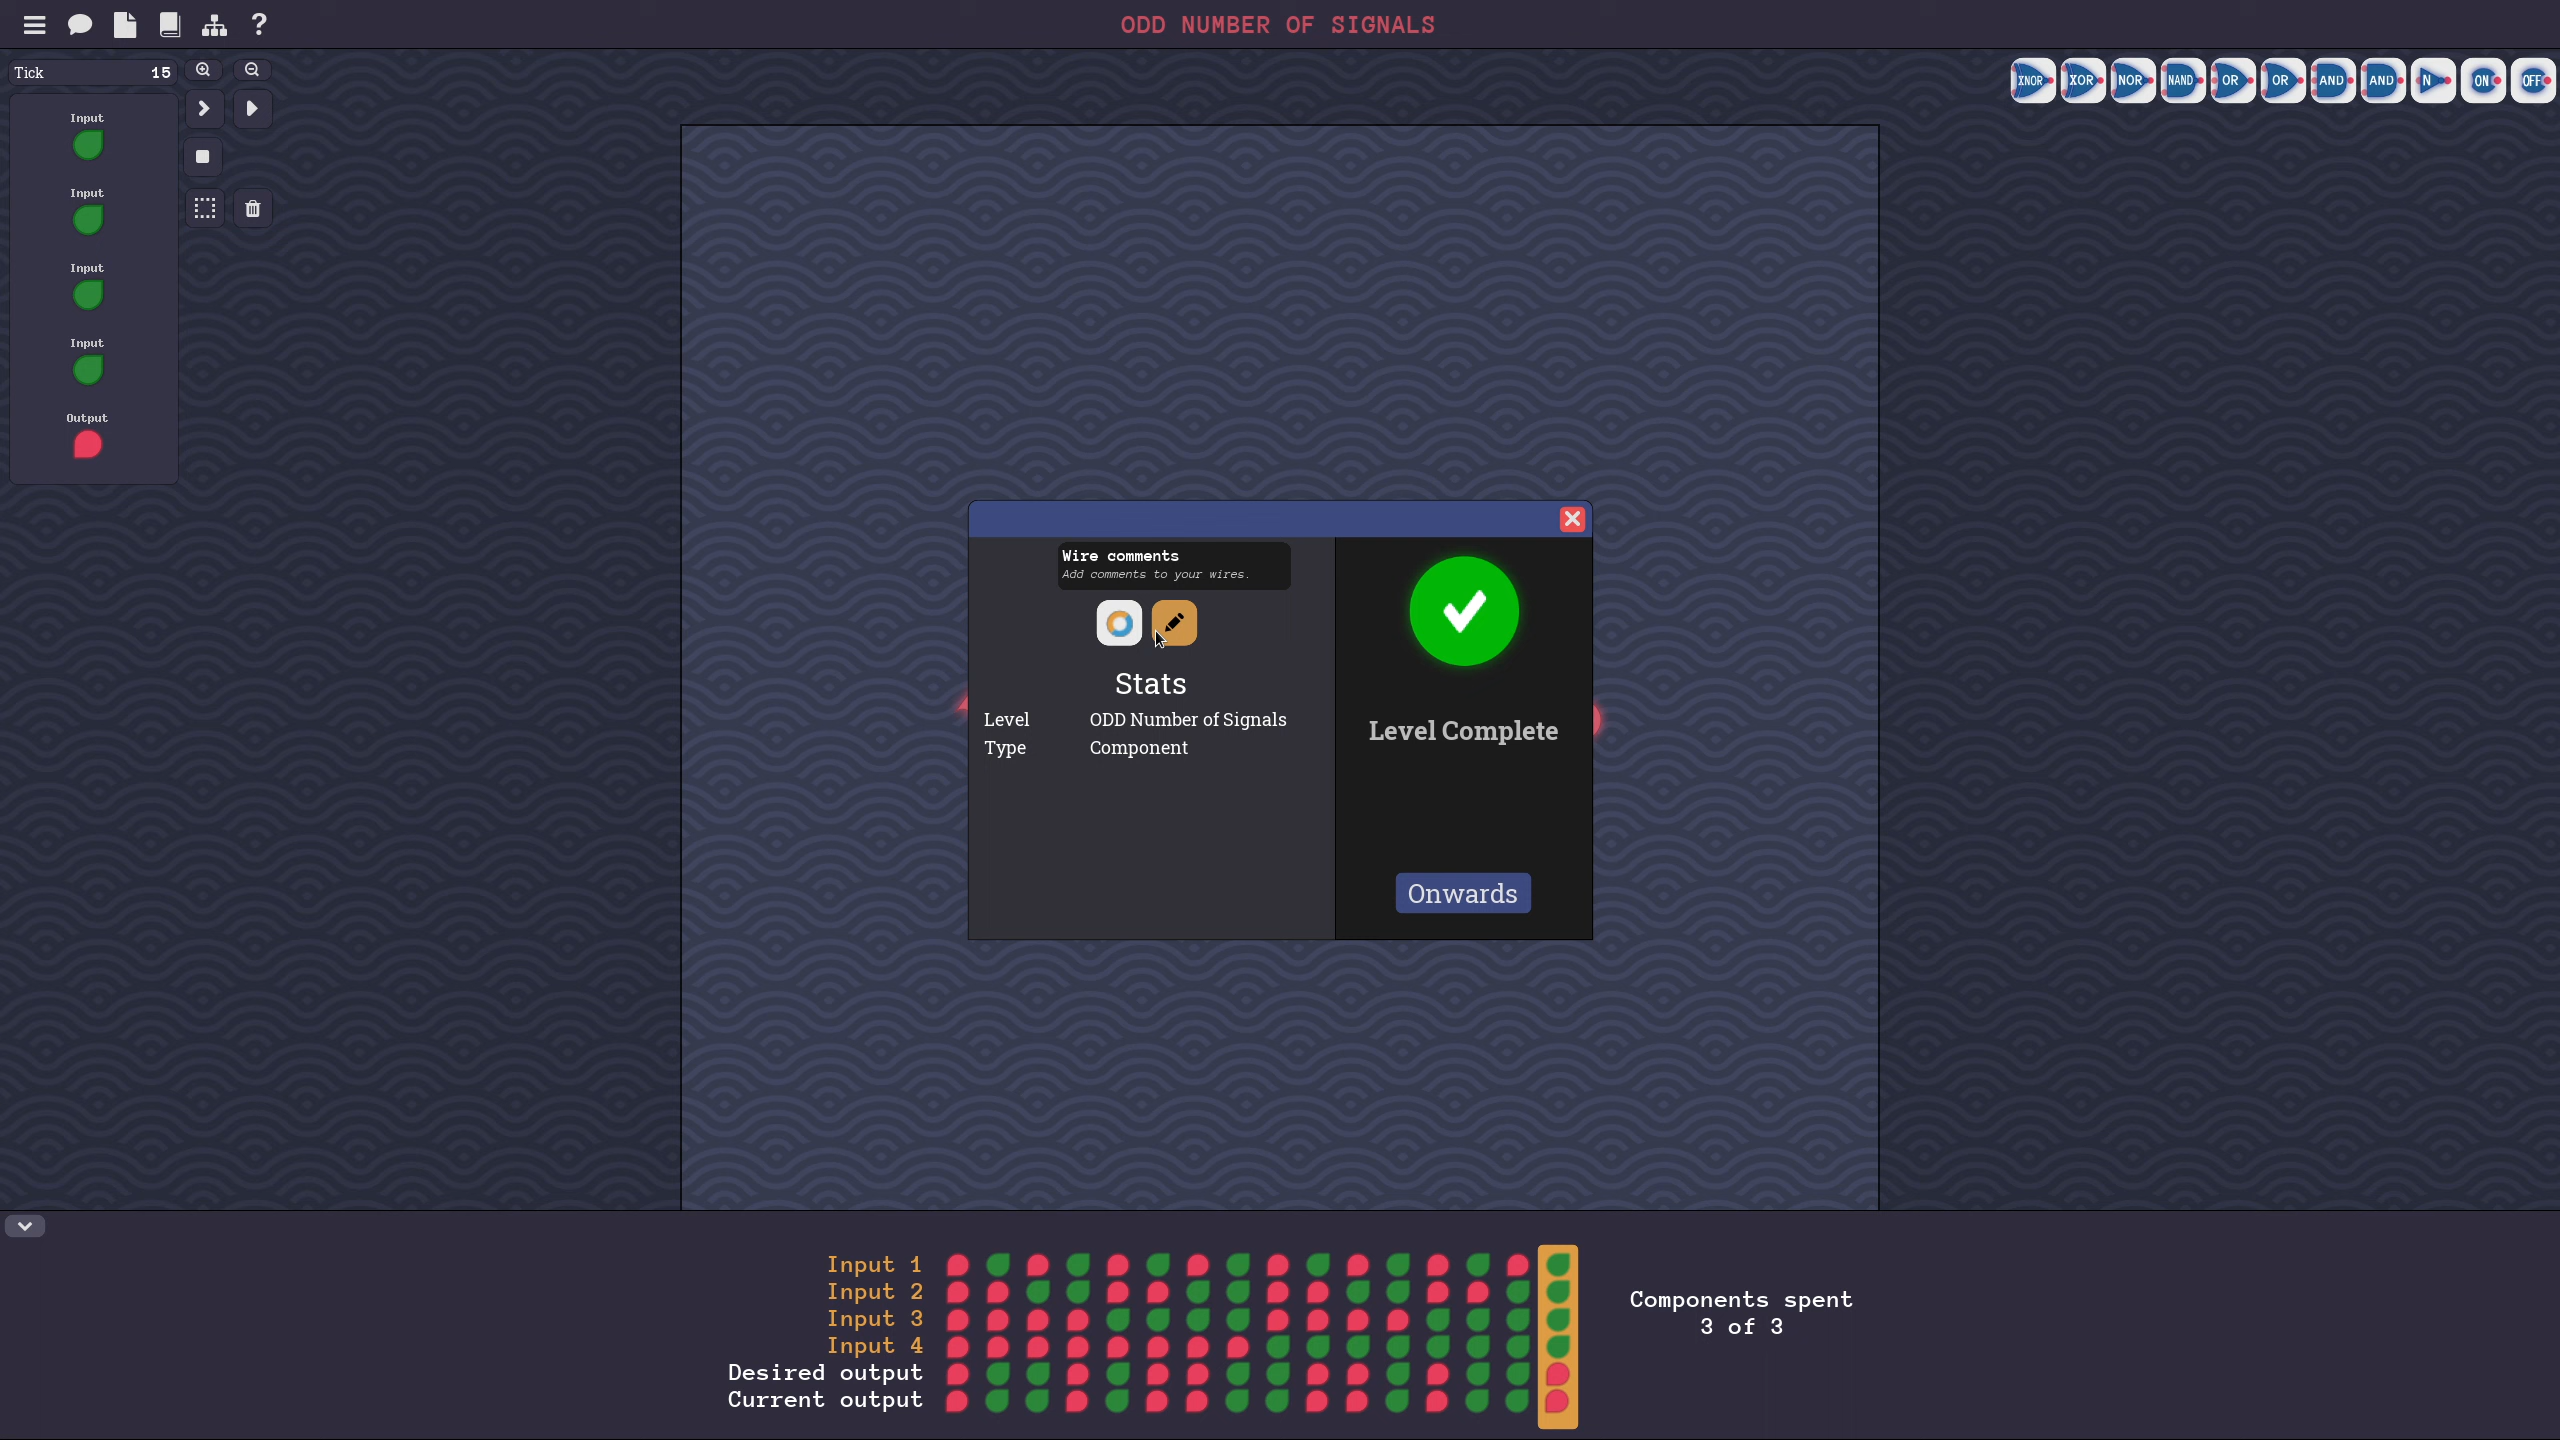 ODD NUMBER OF SIGNALS
Tick 15
XNOR XOR NOR NAND OR OR AND AND N ON OFF
Input
Input
Input
Input
Output
Wire comments
Add comments to your wires.
Stats
Level ODD Number of Signals
Type Component
Level Complete
Onwards
Input 1
Input 2
Input 3
Input 4
Desired output
Current output
Components spent
3 of 3